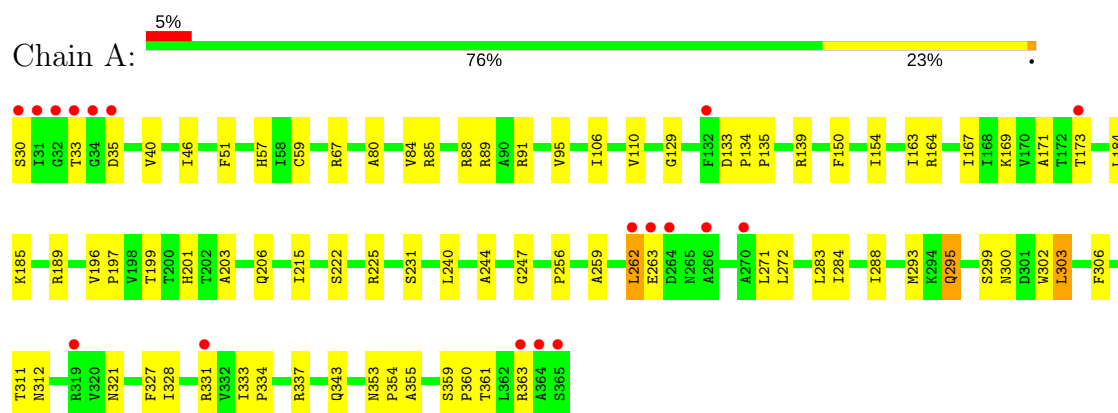 5%
Chain A:
76% 23% •
S30 I31 G32 T33 G34 D35 V40 I46 F51 H57 I58 C59 R67 A80 V84 R85 R88 R89 A90 R91 V95 I106 V110 G129 F132 D133 P134 P135 R139 F150 I154 I163 R164 I167 I168 K169 V170 A171 T172 T173
K185 R189 V196 P197 V198 T199 T200 H201 T202 A203 Q206 I215 S222 R225 S231 L240 A244 G247 P256 A259 L262 E263 D264 N265 A266 A270 L271 L272 L283 I284 I288 M293 K294 Q295 S299 N300 D301 W302 L303 F306
T311 N312 R319 V320 N321 F327 I328 R331 V332 I333 P334 R337 Q343 N353 P354 A355 S359 P360 T361 L362 R363 A364 S365